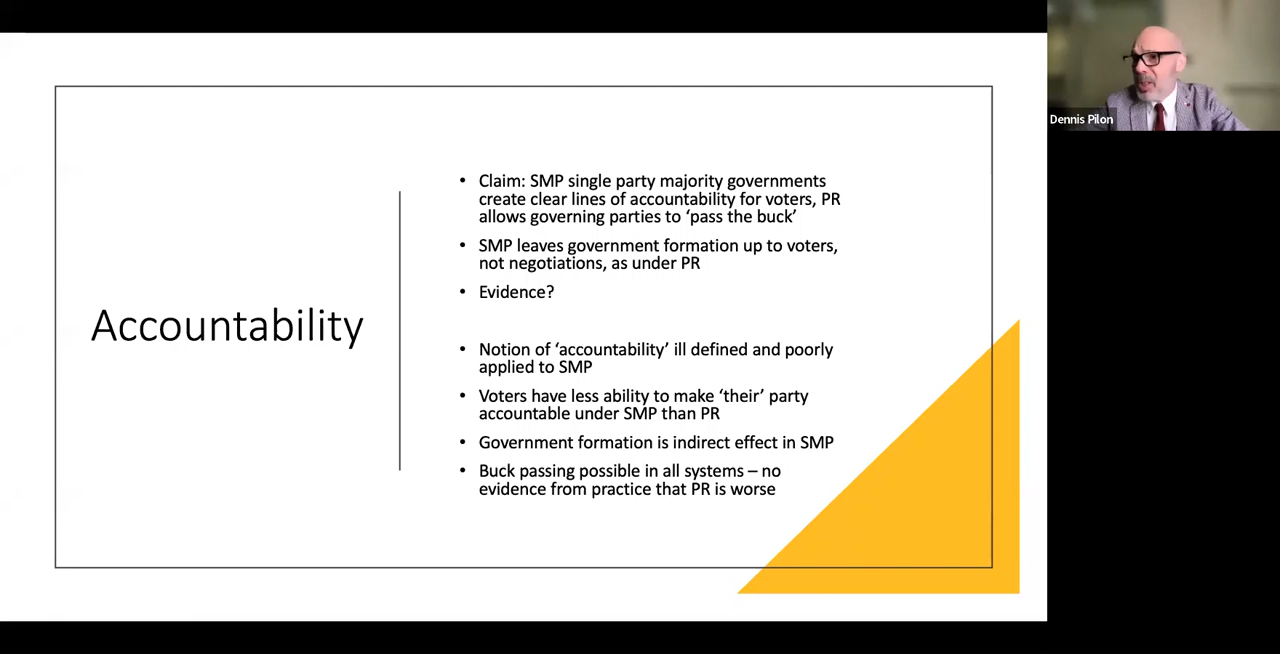 Accountability
• Claim: SMP single party majority governments
create clear lines of accountability for voters, PR
allows governing parties to ‘pass the buck’
• SMP leaves government formation up to voters,
not negotiations, as under PR
• Evidence?
• Notion of ‘accountability’ ill defined and poorly
applied to SMP
• Voters have less ability to make ‘their’ party
accountable under SMP than PR
• Government formation is indirect effect in SMP
• Buck passing possible in all systems – no
evidence from practice that PR is worse
Dennis Pilon